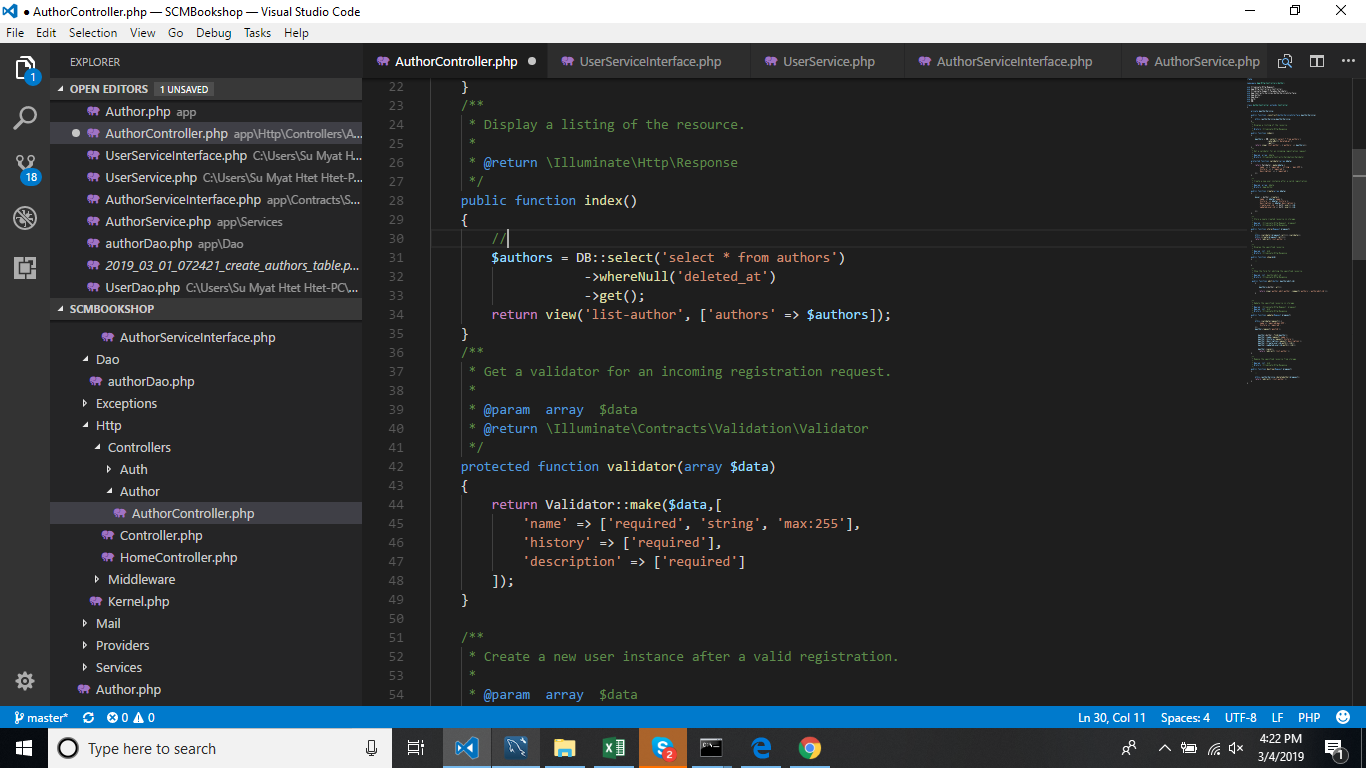 ● AuthorController.php — SCMBookshop — Visual Studio Code
File Edit Selection View Go Debug Tasks Help
EXPLORER
AuthorController.php ●
UserServiceInterface.php
UserService.php
AuthorServiceInterface.php
AuthorService.php
1
18
OPEN EDITORS 1 UNSAVED
Author.php app
● AuthorController.php app\Http\Controllers\A...
UserServiceInterface.php C:\Users\Su Myat H...
UserService.php C:\Users\Su Myat Htet Htet-P...
AuthorServiceInterface.php app\Contracts\S...
AuthorService.php app\Services
authorDao.php app\Dao
2019_03_01_072421_create_authors_table.p...
UserDao.php C:\Users\Su Myat Htet Htet-PC\...
SCMBOOKSHOP
AuthorServiceInterface.php
Dao
authorDao.php
Exceptions
Http
Controllers
Auth
Author
AuthorController.php
Controller.php
HomeController.php
Middleware
Kernel.php
Mail
Providers
Services
Author.php
22 }
23 /**
24 * Display a listing of the resource.
25 *
26 * @return \Illuminate\Http\Response
27 */
28 public function index()
29 {
30 //
31 $authors = DB::select('select * from authors')
32 ->whereNull('deleted_at')
33 ->get();
34 return view('list-author', ['authors' => $authors]);
35 }
36 /**
37 * Get a validator for an incoming registration request.
38 *
39 * @param  array  $data
40 * @return \Illuminate\Contracts\Validation\Validator
41 */
42 protected function validator(array $data)
43 {
44 return Validator::make($data,[
45 'name' => ['required', 'string', 'max:255'],
46 'history' => ['required'],
47 'description' => ['required']
48 ]);
49 }
50
51 /**
52 * Create a new user instance after a valid registration.
53 *
54 * @param  array  $data
master* 0 0 Ln 30, Col 11 Spaces: 4 UTF-8 LF PHP
Type here to search
2
4:22 PM
3/4/2019
1